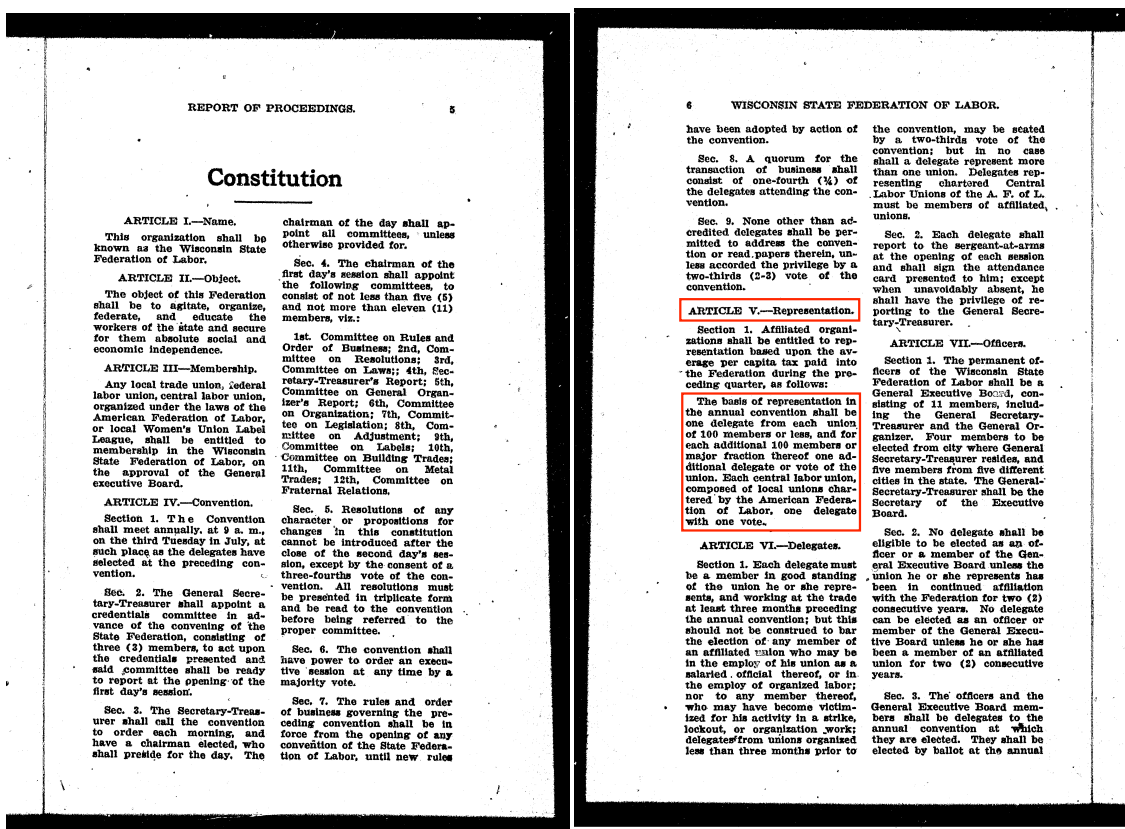 REPORT OF PROCEEDINGS. 5
Constitution
ARTICLE I.—Name.
This organization shall be
known as the Wisconsin State
Federation of Labor.
ARTICLE II.—Object.
The object of this Federation
shall be to agitate, organize,
federate, and educate the
workers of the state and secure
for them absolute social and
economic independence.
ARTICLE III—Membership.
Any local trade union, federal
labor union, central labor union,
organized under the laws of the
American Federation of Labor,
or local Women's Union Label
League, shall be entitled to
membership in the Wisconsin
State Federation of Labor, on
the approval of the General
executive Board.
ARTICLE IV.—Convention.
Section 1. The Convention
shall meet annually, at 9 a. m.,
on the third Tuesday in July, at
such place as the delegates have
selected at the preceding con-
vention.
Sec. 2. The General Secre-
tary-Treasurer shall appoint a
credentials committee in ad-
vance of the convening of the
State Federation, consisting of
three (3) members, to act upon
the credentials presented and
said committee shall be ready
to report at the opening of the
first day's session.
Sec. 3. The Secretary-Treas-
urer shall call the convention
to order each morning, and
have a chairman elected, who
shall preside for the day. The
chairman of the day shall ap-
point all committees, unless
otherwise provided for.
Sec. 4. The chairman of the
first day's session shall appoint
the following committees, to
consist of not less than five (5)
and not more than eleven (11)
members, viz.:
1st. Committee on Rules and
Order of Business; 2nd, Com-
mittee on Resolutions; 3rd,
Committee on Laws;; 4th, Sec-
retary-Treasurer's Report; 5th,
Committee on General Organ-
izer's Report; 6th, Committee
on Organization; 7th, Commit-
tee on Legislation; 8th, Com-
mittee on Adjustment; 9th,
Committee on Labels; 10th,
Committee on Building Trades;
11th, Committee on Metal
Trades; 12th, Committee on
Fraternal Relations.
Sec. 5. Resolutions of any
character or propositions for
changes in this constitution
cannot be introduced after the
close of the second day's ses-
sion, except by the consent of a
three-fourths vote of the con-
vention. All resolutions must
be presented in triplicate form
and be read to the convention
before being referred to the
proper committee.
Sec. 6. The convention shall
have power to order an execu-
tive session at any time by a
majority vote.
Sec. 7. The rules and order
of business governing the pre-
ceding convention shall be in
force from the opening of any
convention of the State Federa-
tion of Labor, until new rules
6 WISCONSIN STATE FEDERATION OF LABOR.
have been adopted by action of
the convention.
Sec. 8. A quorum for the
transaction of business shall
consist of one-fourth (¼) of
the delegates attending the con-
vention.
Sec. 9. None other than ac-
credited delegates shall be per-
mitted to address the conven-
tion or read papers therein, un-
less accorded the privilege by a
two-thirds (2-3) vote of the
convention.
ARTICLE V.—Representation.
Section 1. Affiliated organi-
zations shall be entitled to rep-
resentation based upon the av-
erage per capita tax paid into
the Federation during the pre-
ceding quarter, as follows:
The basis of representation in
the annual convention shall be
one delegate from each union
of 100 members or less, and for
each additional 100 members or
major fraction thereof one ad-
ditional delegate or vote of the
union. Each central labor union,
composed of local unions char-
tered by the American Federa-
tion of Labor, one delegate
with one vote.
ARTICLE VI.—Delegates.
Section 1. Each delegate must
be a member in good standing
of the union he or she repre-
sents, and working at the trade
at least three months preceding
the annual convention; but this
should not be construed to bar
the election of any member of
an affiliated union who may be
in the employ of his union as a
salaried official thereof, or in
the employ of organized labor;
nor to any member thereof,
who may have become victim-
ized for his activity in a strike,
lockout, or organization work;
delegates from unions organized
less than three months prior to
the convention, may be seated
by a two-thirds vote of the
convention; but in no case
shall a delegate represent more
than one union. Delegates rep-
resenting chartered Central
Labor Unions of the A. F. of L.
must be members of affiliated
unions.
Sec. 2. Each delegate shall
report to the sergeant-at-arms
at the opening of each session
and shall sign the attendance
card presented to him; except
when unavoidably absent, he
shall have the privilege of re-
porting to the General Secre-
tary-Treasurer.
ARTICLE VII.—Officers.
Section 1. The permanent of-
ficers of the Wisconsin State
Federation of Labor shall be a
General Executive Board, con-
sisting of 11 members, includ-
ing the General Secretary-
Treasurer and the General Or-
ganizer. Four members to be
elected from city where General
Secretary-Treasurer resides, and
five members from five different
cities in the state. The General-
Secretary-Treasurer shall be the
Secretary of the Executive
Board.
Sec. 2. No delegate shall be
eligible to be elected as an of-
ficer or a member of the Gen-
eral Executive Board unless the
union he or she represents has
been in continued affiliation
with the Federation for two (2)
consecutive years. No delegate
can be elected as an officer or
member of the General Execu-
tive Board unless he or she has
been a member of an affiliated
union for two (2) consecutive
years.
Sec. 3. The officers and the
General Executive Board mem-
bers shall be delegates to the
annual convention at which
they are elected. They shall be
elected by ballot at the annual